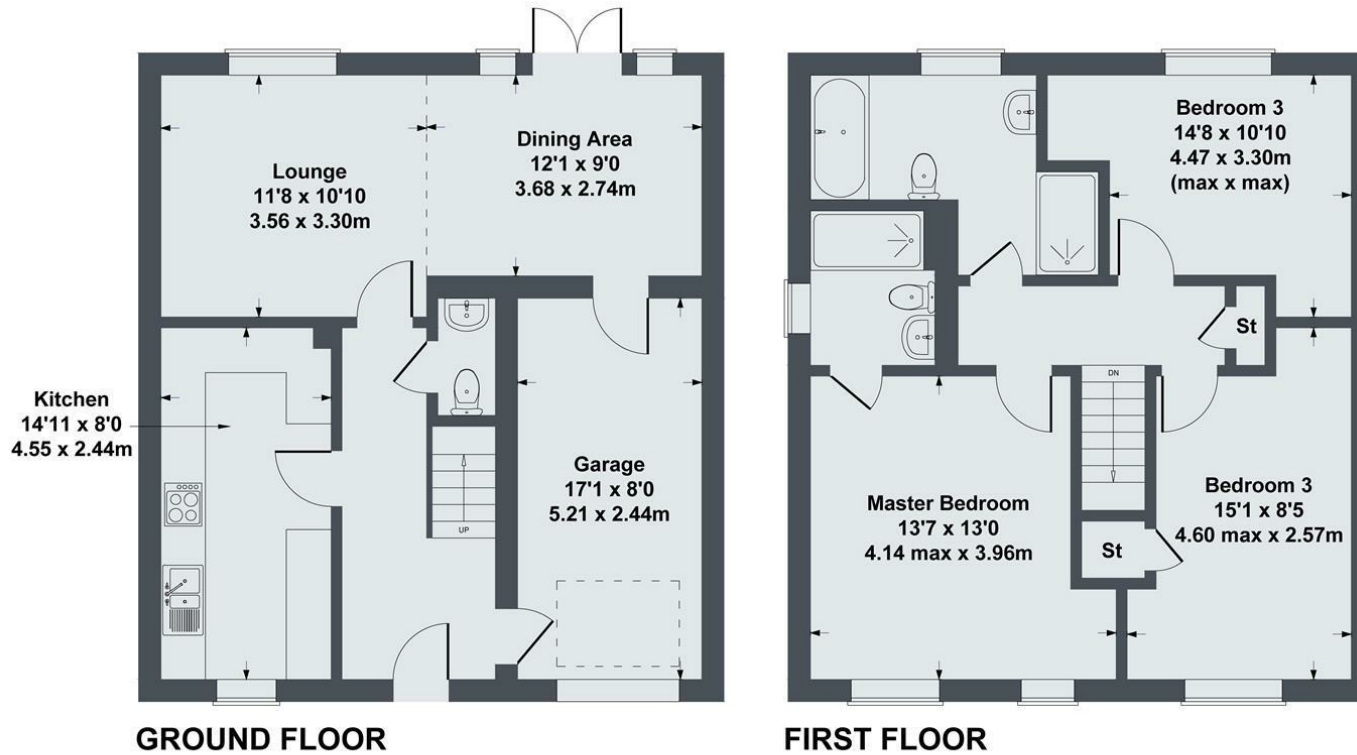 Lounge
11'8 x 10'10
3.56 x 3.30m
Dining Area
12'1 x 9'0
3.68 x 2.74m
Kitchen
14'11 x 8'0
4.55 x 2.44m
UP
Garage
17'1 x 8'0
5.21 x 2.44m
GROUND FLOOR
Bedroom 3
14'8 x 10'10
4.47 x 3.30m
(max x max)
St
DN
Master Bedroom
13'7 x 13'0
4.14 max x 3.96m
St
Bedroom 3
15'1 x 8'5
4.60 max x 2.57m
FIRST FLOOR